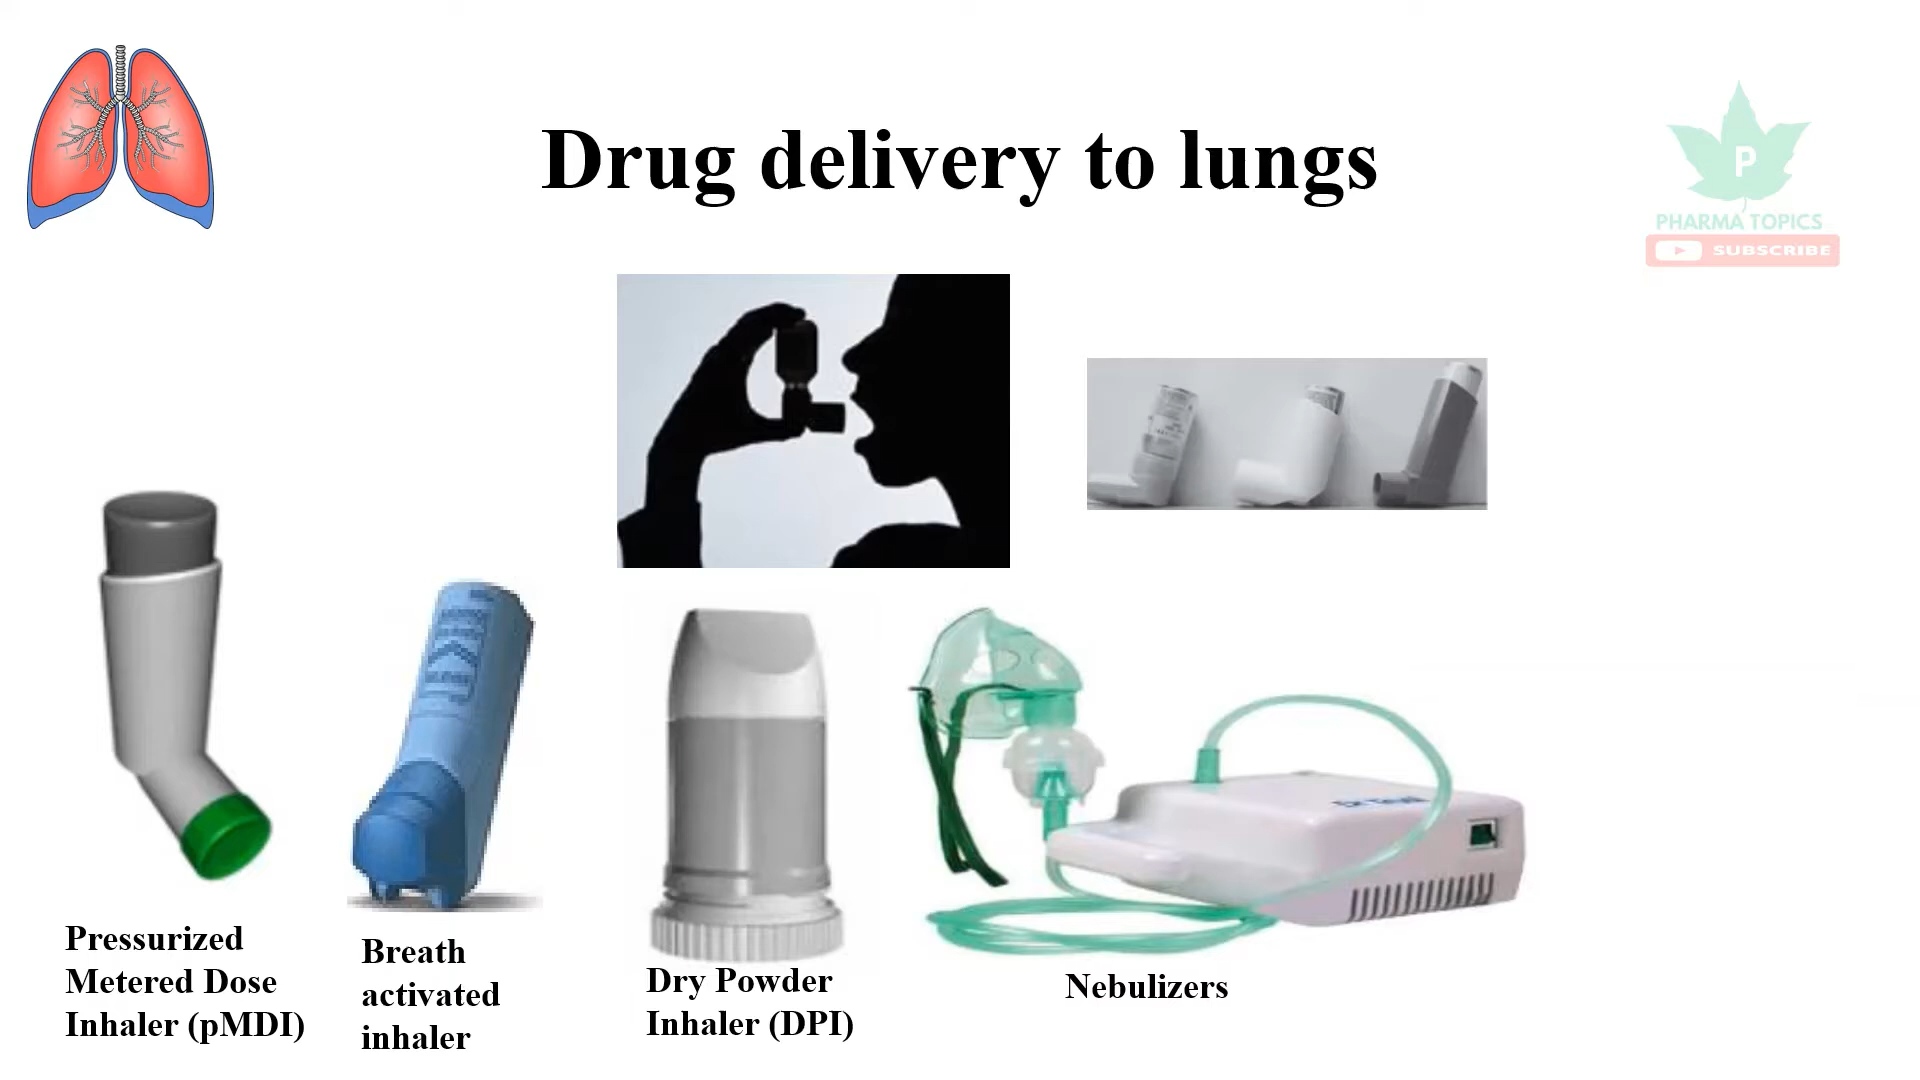 Drug delivery to lungs
P
PHARMA TOPICS
SUBSCRIBE
Pressurized
Metered Dose
Inhaler (pMDI)
Breath
activated
inhaler
Dry Powder
Inhaler (DPI)
Nebulizers